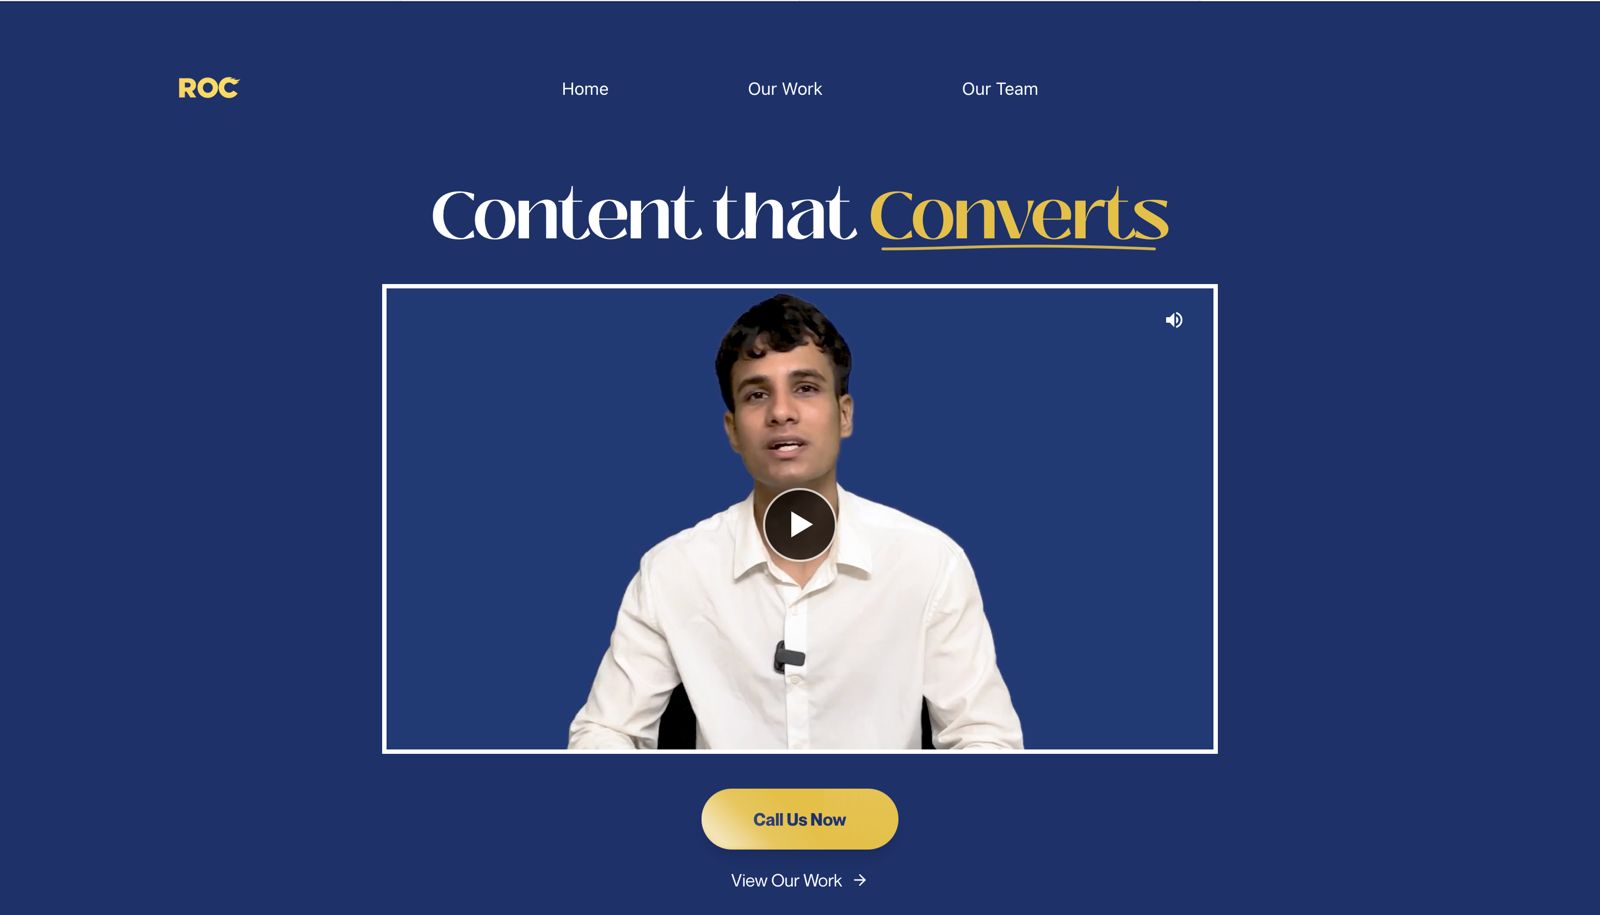 ROC
Home
Our Work
Our Team
Content that Converts
Call Us Now
View Our Work →